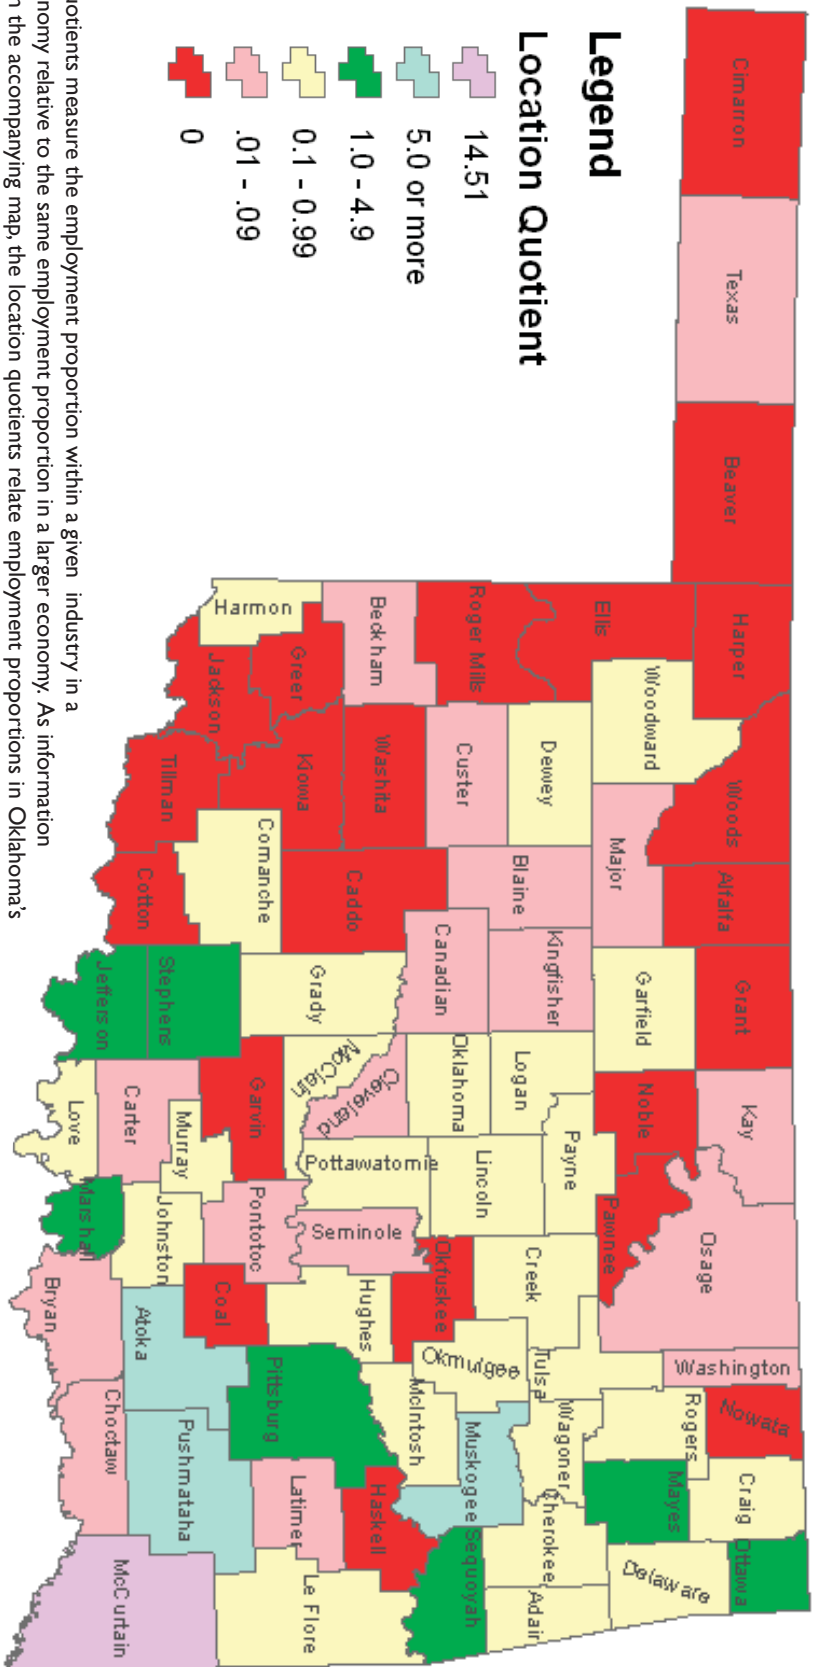 Cimarron
Texas
Beaver
Harper
Woods
Alfalfa
Grant
Kay
Osage
Washington
Nowata
Craig
Ottawa
Ellis
Woodward
Major
Garfield
Noble
Pawnee
Rogers
Mayes
Delaware
Roger Mills
Dewey
Blaine
Kingfisher
Logan
Payne
Creek
Tulsa
Wagoner
Cherokee
Adair
Beckham
Custer
Canadian
Oklahoma
Lincoln
Okfuskee
Okmulgee
McIntosh
Muskogee
Sequoyah
Washita
Caddo
Grady
McClain
Cleveland
Pottawatomie
Seminole
Hughes
Pittsburg
Haskell
Latimer
Le Flore
Harmon
Greer
Jackson
Kiowa
Comanche
Tillman
Cotton
Stephens
Jefferson
Garvin
Murray
Carter
Love
Pontotoc
Johnston
Marshall
Coal
Atoka
Bryan
Pushmataha
Choctaw
McCurtain
Legend
Location Quotient
14.51
5.0 or more
1.0 - 4.9
0.1 - 0.99
.01 - .09
0
uotients measure the employment proportion within a given industry in a
nomy relative to the same employment proportion in a larger economy. As information
n the accompanying map, the location quotients relate employment proportions in Oklahoma's